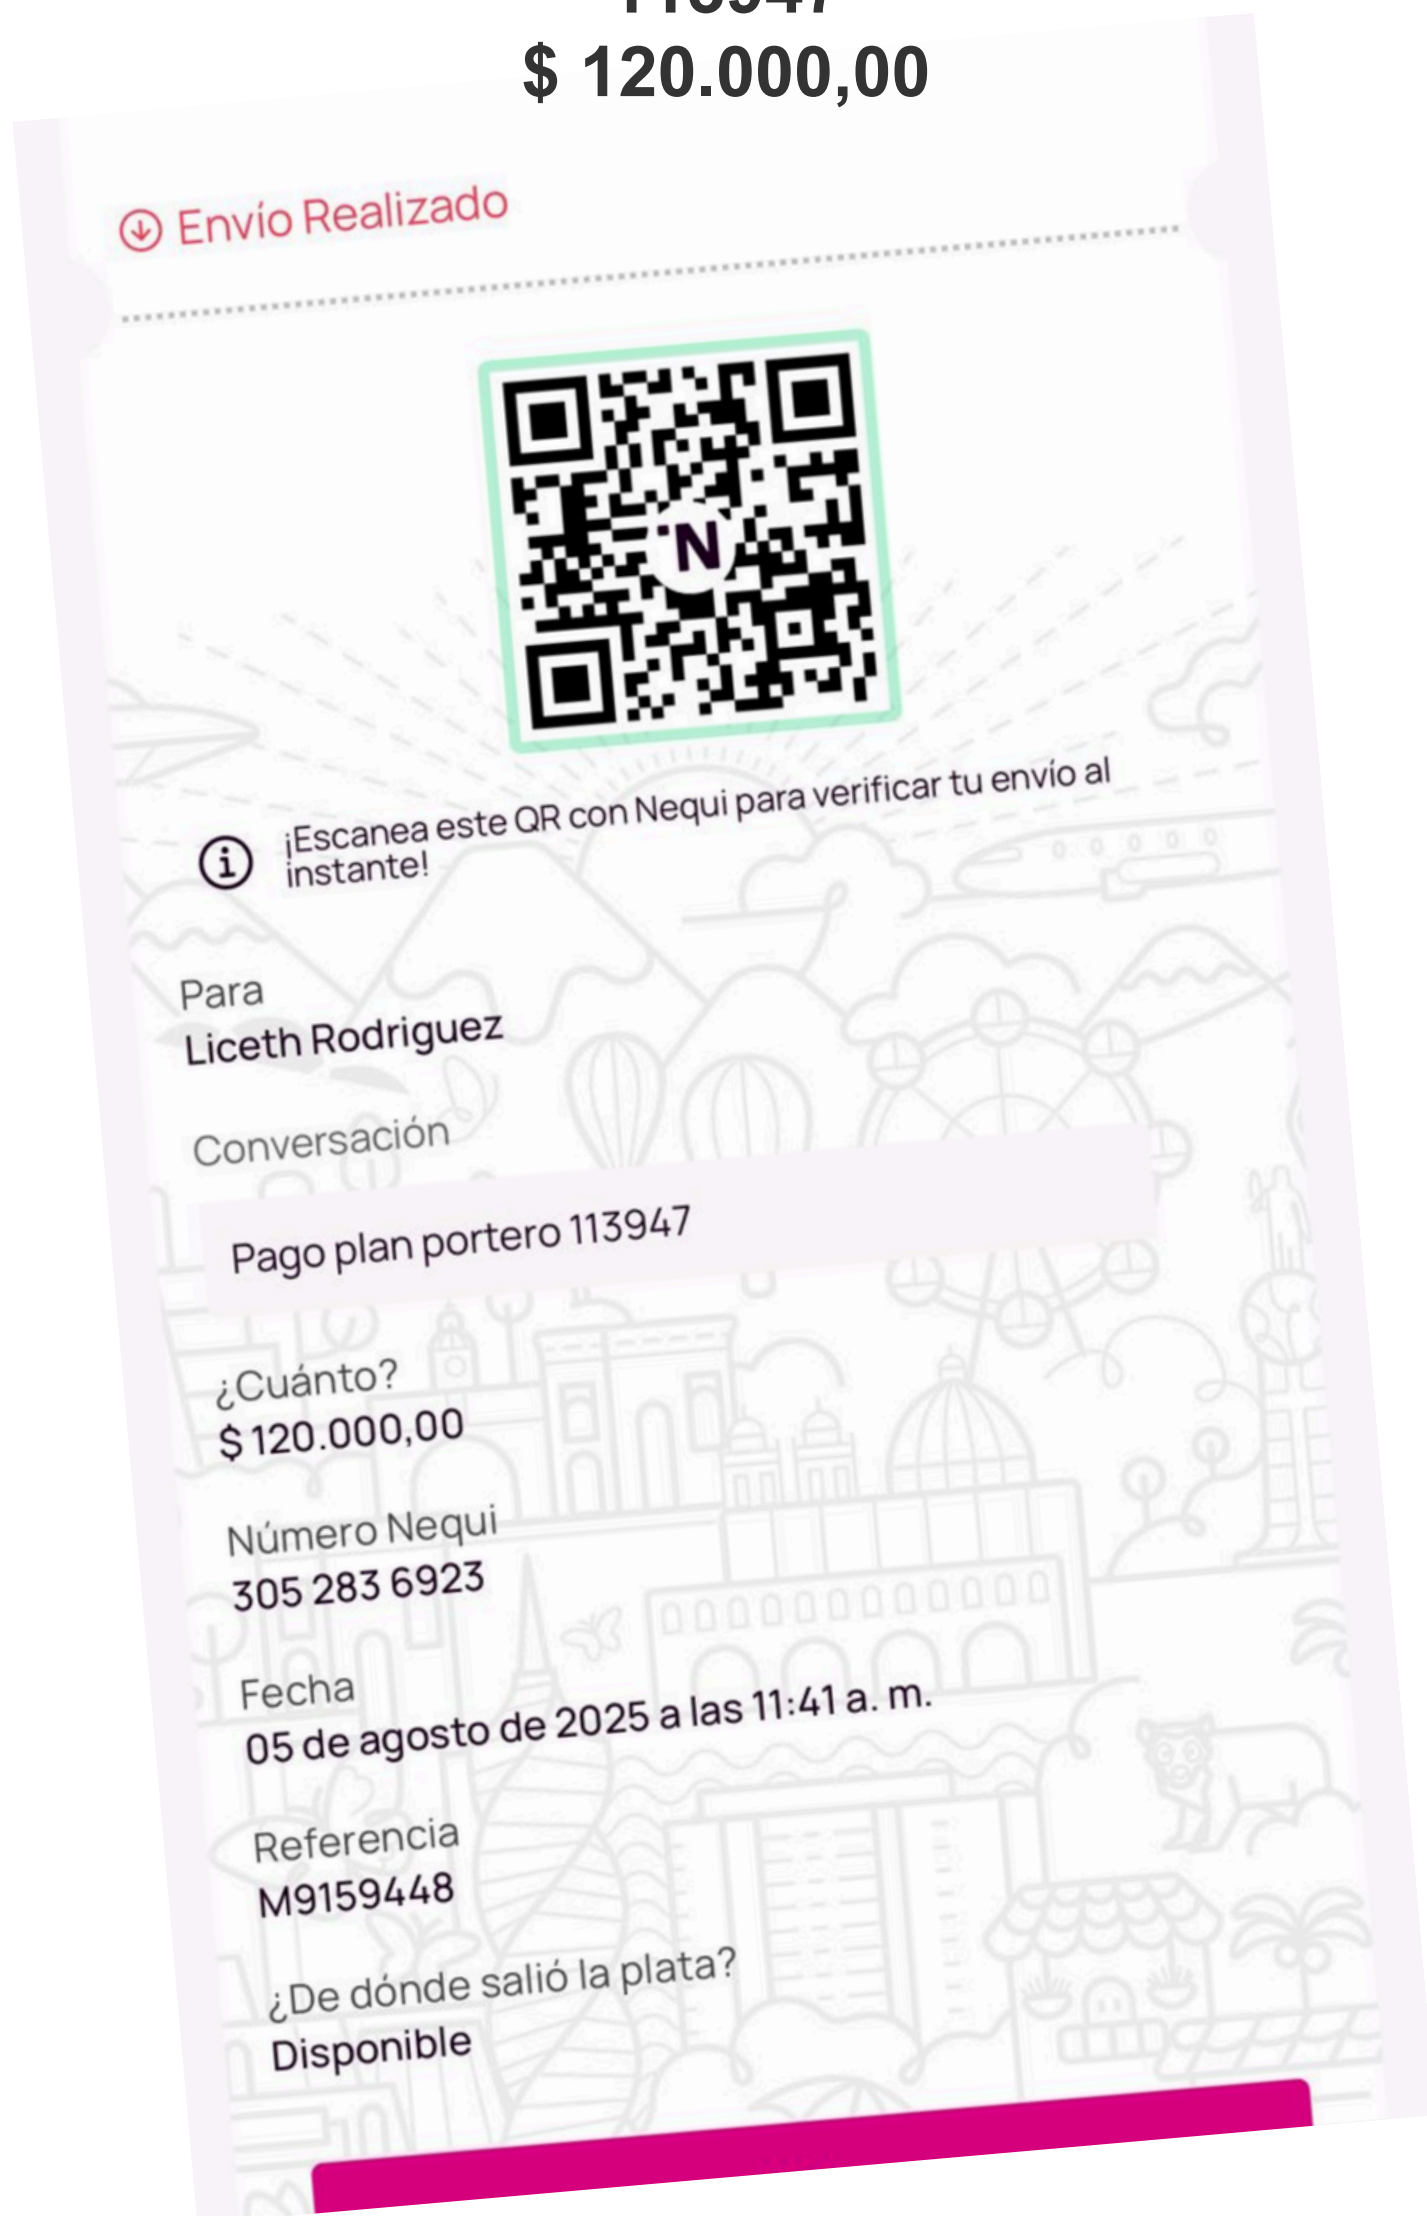 113947
$ 120.000,00
Envío Realizado
N
¡Escanea este QR con Nequi para verificar tu envío al
instante!
Para
Liceth Rodriguez
Conversación
Pago plan portero 113947
¿Cuánto?
$ 120.000,00
Número Nequi
305 283 6923
Fecha
05 de agosto de 2025 a las 11:41 a. m.
Referencia
M9159448
¿De dónde salió la plata?
Disponible